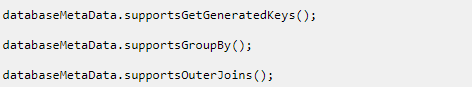 databaseMetaData.supportsGetGeneratedKeys();
databaseMetaData.supportsGroupBy();
databaseMetaData.supportsOuterJoins();